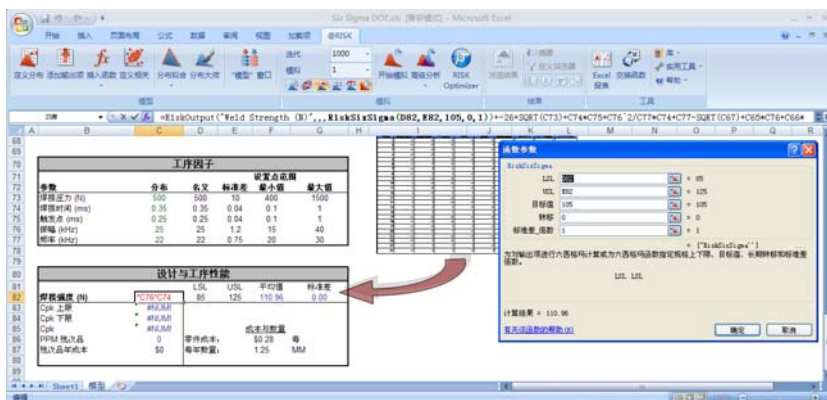 Six Sigma DOE.xls [兼容模式] - Microsoft Excel
开始 插入 页面布局 公式 数据 审阅 视图 加载项 @RISK
定义分布 添加输出项 插入函数 定义相关 分布拟合 分布大师 "模型" 窗口
迭代 1000
模拟 1
开始模拟 高级分析 RISK Optimizer
Excel 报表 交换函数
库
实用工具
帮助
模型 模拟 结果 工具
SUM =RiskOutput("Weld Strength (N)",,,RiskSixSigma(D82,E82,105,0,1))+-26+SQRT(C73)+C74*C75+C76^2/C77*C74+C77-SQRT(C67)+C65*C76+C66*
A B C D E F G H I J K L M N O P Q R
工序因子
设置点范围
参数 分布 名义 标准差 最小值 最大值
焊接压力 (N) 500 500 10 400 1500
焊接时间 (ms) 0.35 0.35 0.04 0.1 1
触发点 (ms) 0.25 0.25 0.04 0.1 1
振幅 (kHz) 25 25 1.2 15 40
频率 (kHz) 22 22 0.75 20 30
设计与工序性能
LSL USL 平均值 标准差
焊接强度 (N) *C76*C74 85 125 110.96 0.00
Cpk 上限 #NUM!
Cpk 下限 #NUM!
Cpk #NUM! 成本与数量
PPM 残次品 0 零件成本: $0.28 每
残次品年成本 $0 每年数量: 1.25 MM
函数参数
RiskSixSigma
LSL D82 = 85
USL E82 = 125
目标值 105 = 105
转移 0 = 0
标准差_倍数 1 = 1
= {"RiskSixSigma"}
为对输出项进行六西格玛计算或为六西格玛函数指定规格上下限、目标值、长期转移和标准差倍数。
LSL LSL
计算结果 = 110.96
有关该函数的帮助(H)
确定 取消
Sheet1 模型
编辑